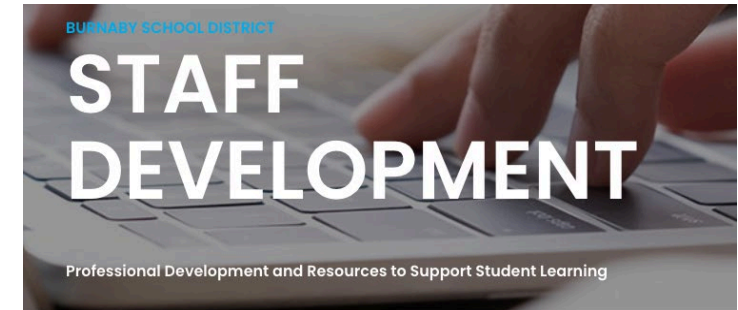 BURNABY SCHOOL DISTRICT
STAFF
DEVELOPMENT
Professional Development and Resources to Support Student Learning